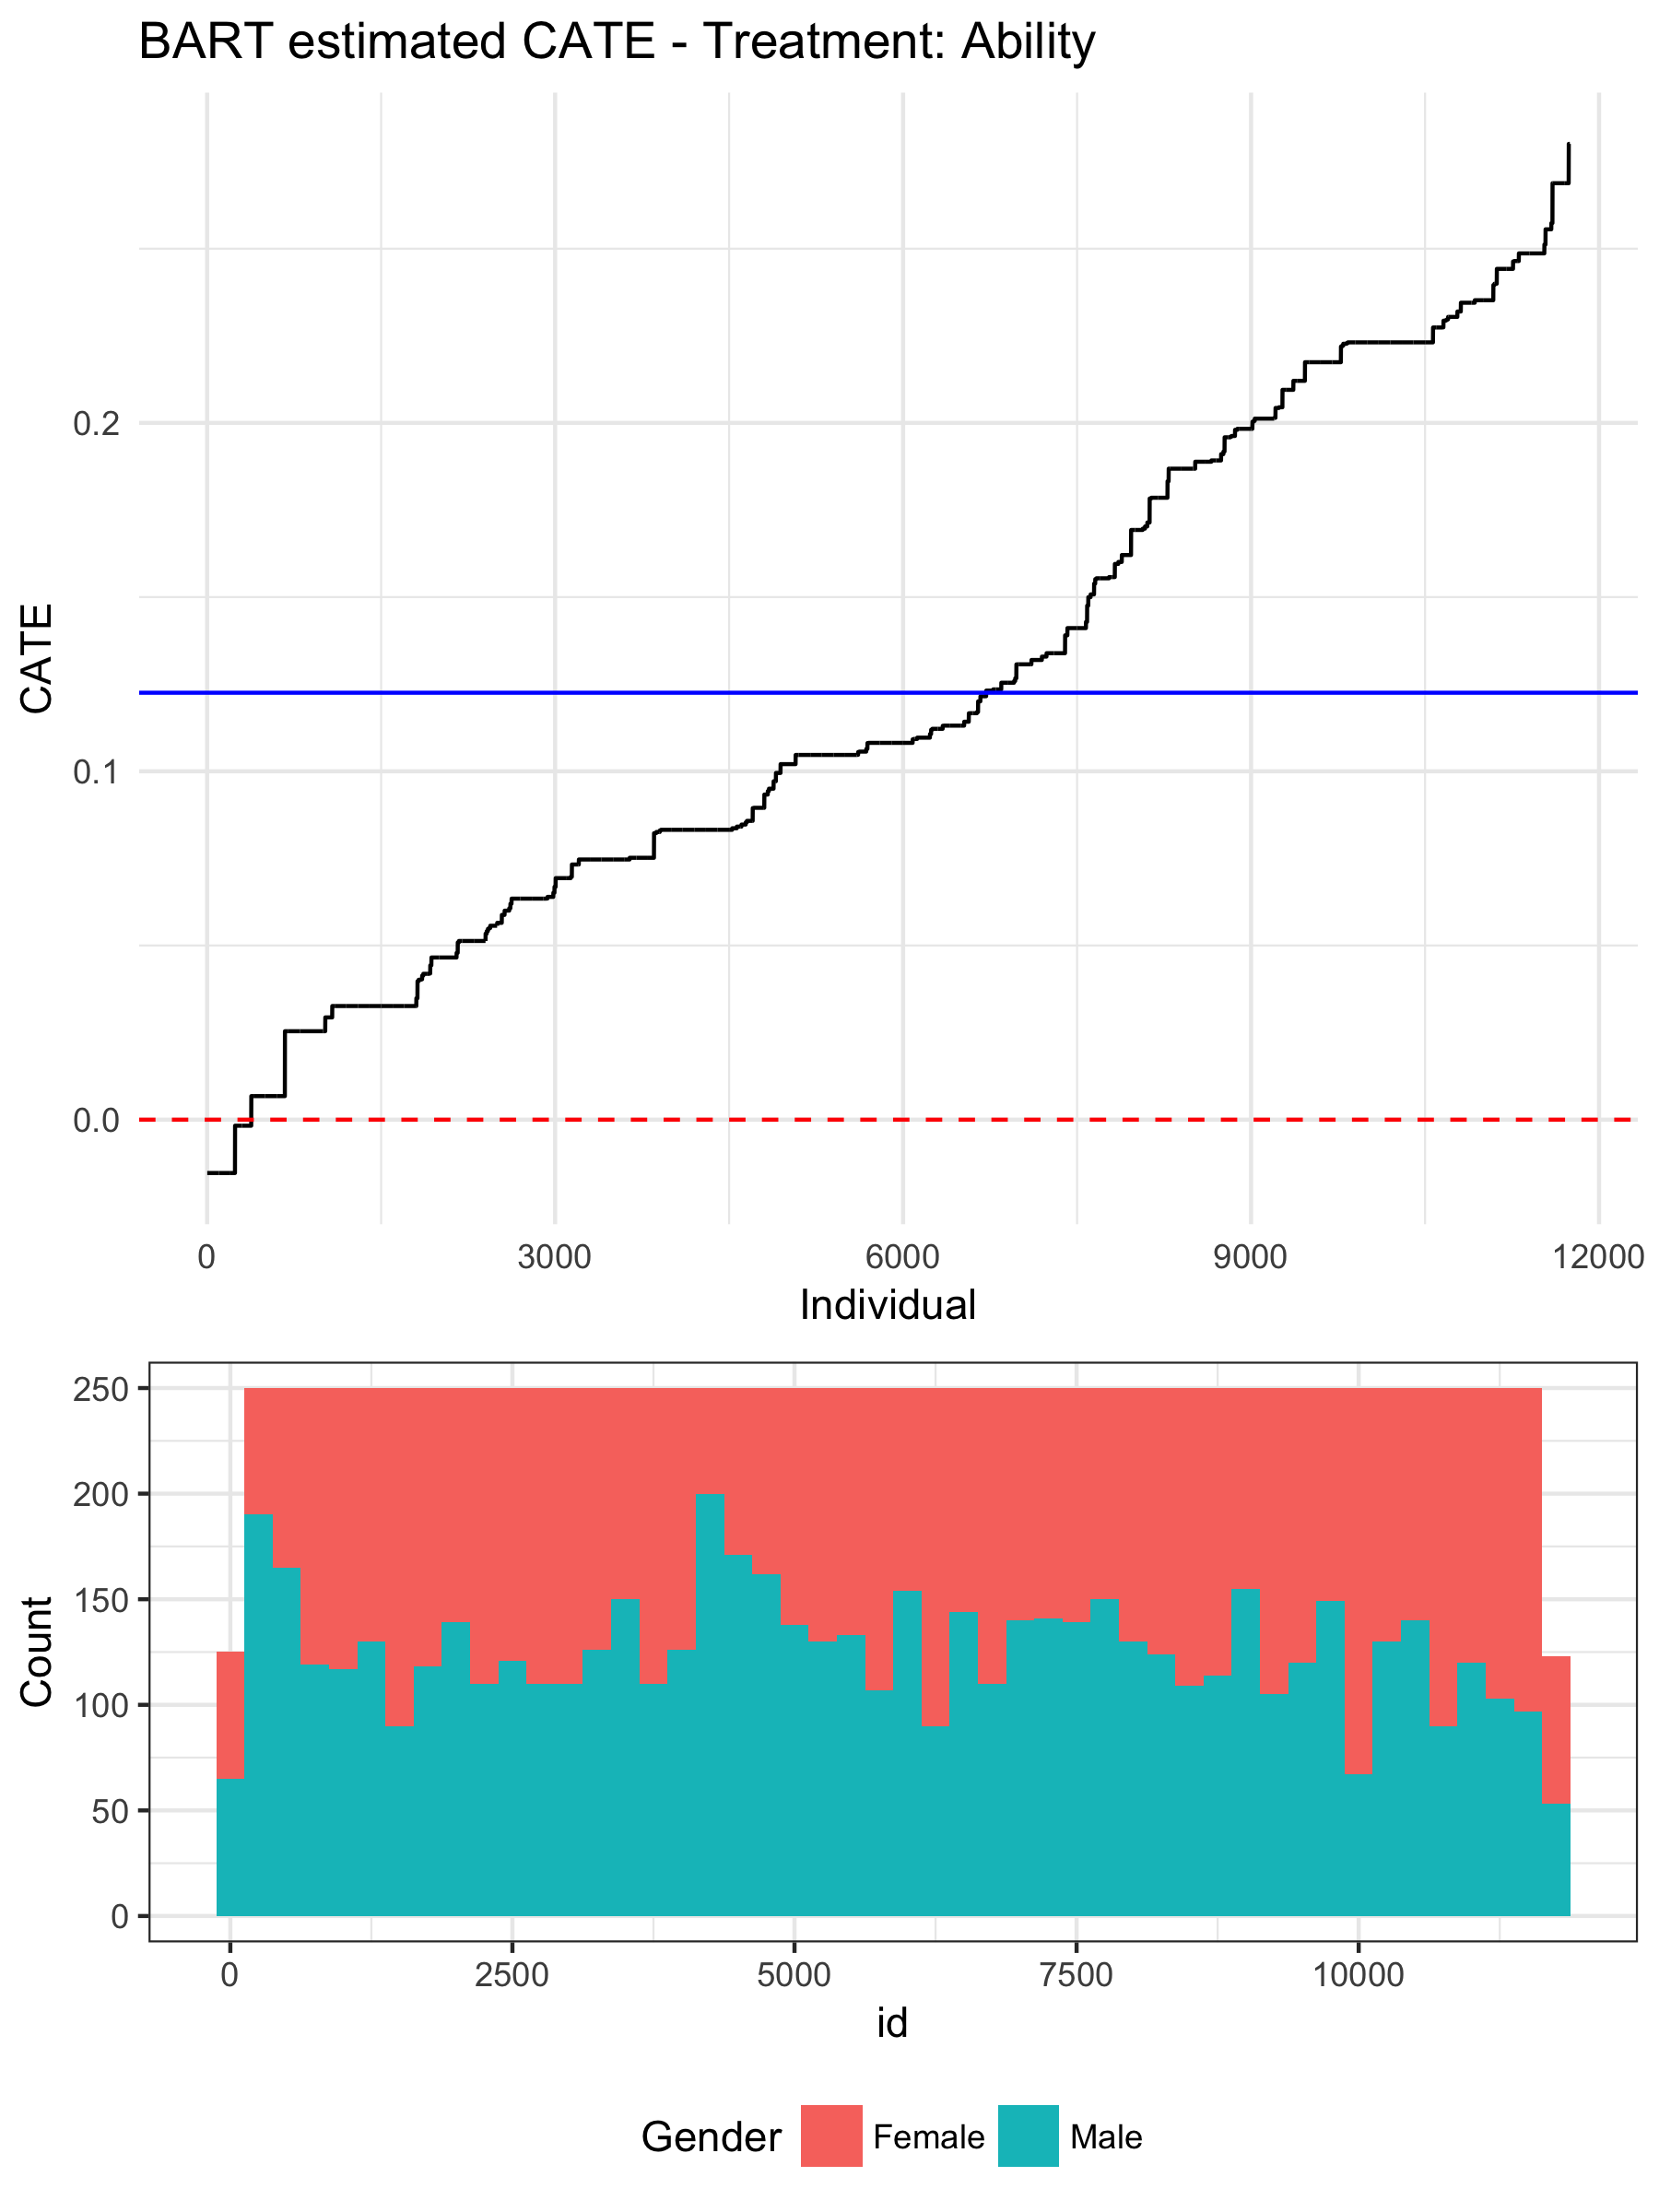 BART estimated CATE - Treatment: Ability
CATE
0.2
0.1
0.0
0 3000 6000 9000 12000
Individual
Count
250
200
150
100
50
0
0 2500 5000 7500 10000
id
Gender Female Male